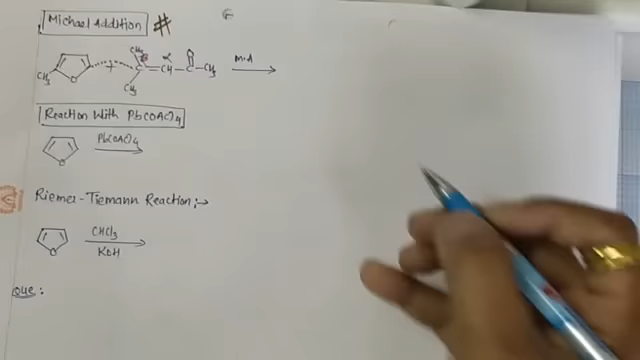 Michael Addition #
CH₃ O + CH₃ C = CH - C - CH₃ α β O CH₃ M.A
Reaction With Pb(OAC)₄
O Pb(OAC)₄
Riemer-Tiemann Reaction:→
O CHCl₃ KOH
Que: